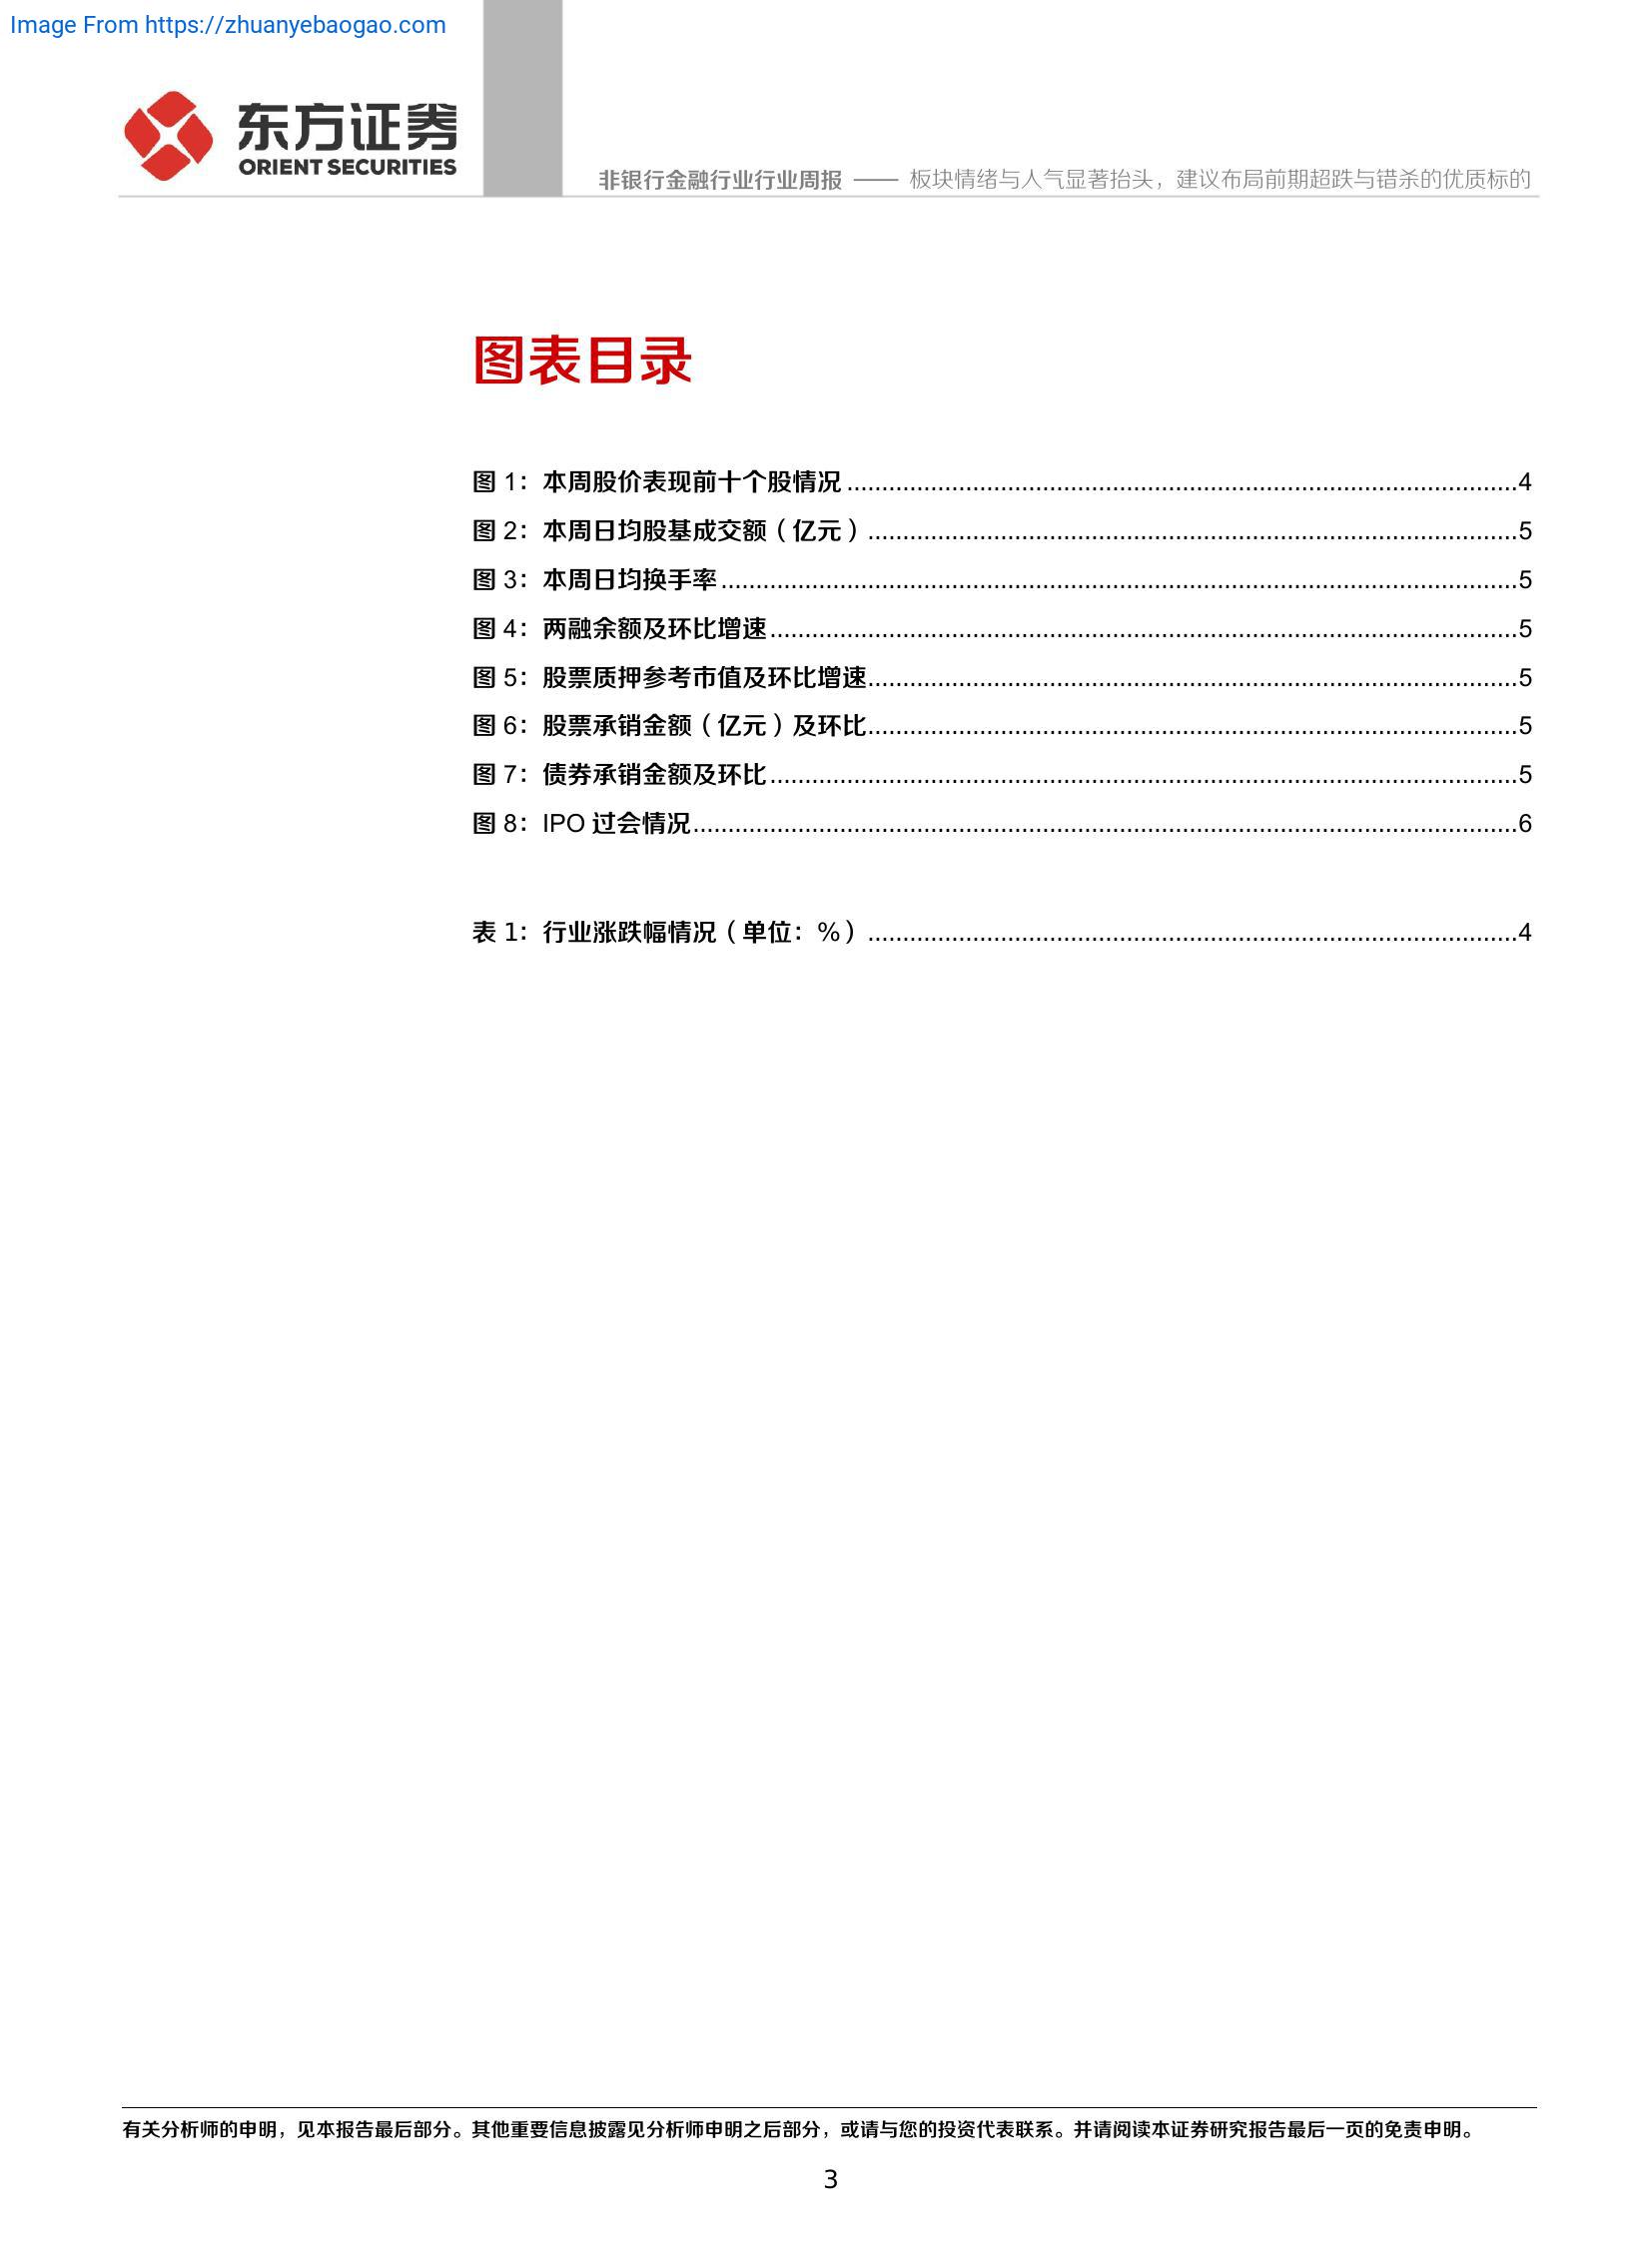 Image From https://zhuanyebaogao.com
东方证券
ORIENT SECURITIES
非银行金融行业行业周报 —— 板块情绪与人气显著抬头，建议布局前期超跌与错杀的优质标的
图表目录
图 1：本周股价表现前十个股情况................................................................................................4
图 2：本周日均股基成交额（亿元）.............................................................................................5
图 3：本周日均换手率..................................................................................................................5
图 4：两融余额及环比增速...........................................................................................................5
图 5：股票质押参考市值及环比增速.............................................................................................5
图 6：股票承销金额（亿元）及环比.............................................................................................5
图 7：债券承销金额及环比...........................................................................................................5
图 8：IPO 过会情况......................................................................................................................6
表 1：行业涨跌幅情况（单位：%）.............................................................................................4
有关分析师的申明，见本报告最后部分。其他重要信息披露见分析师申明之后部分，或请与您的投资代表联系。并请阅读本证券研究报告最后一页的免责申明。
3